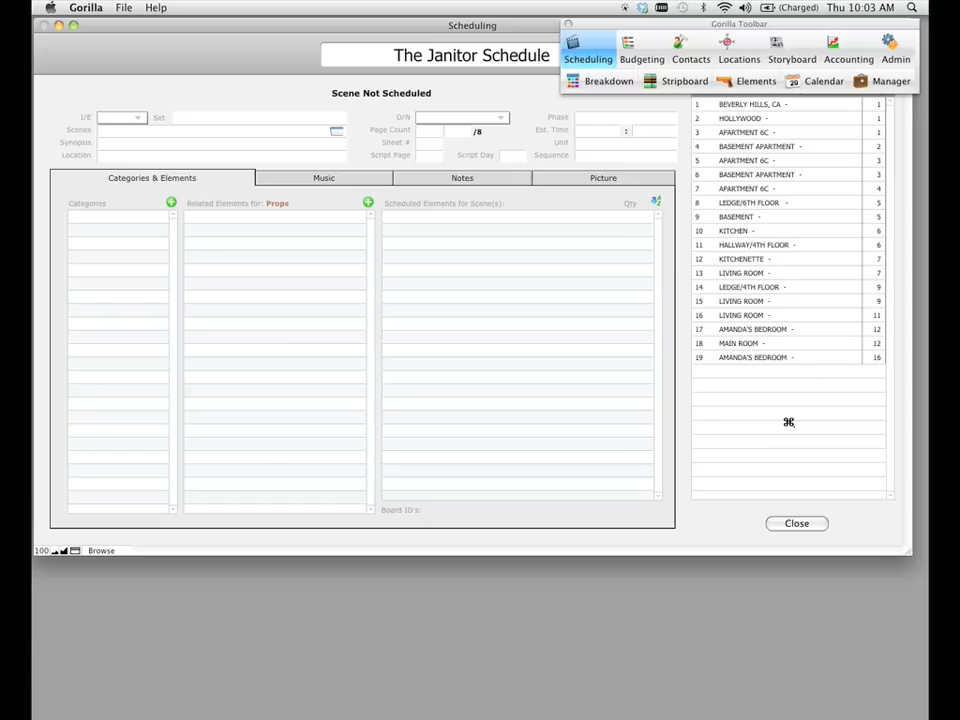 Gorilla File Help (Charged) Thu 10:03 AM
Scheduling
Gorilla Toolbar
The Janitor Schedule
Scheduling Budgeting Contacts Locations Storyboard Accounting Admin
Breakdown Stripboard Elements Calendar Manager
Scene Not Scheduled
I/E Set D/N Phase
Scenes Page Count /8 Est. Time :
Synopsis Sheet # Unit
Location Script Page Script Day Sequence
Categories & Elements Music Notes Picture
Categories Related Elements for: Props Scheduled Elements for Scene(s): Qty
1 BEVERLY HILLS, CA - 1
2 HOLLYWOOD - 1
3 APARTMENT 6C - 1
4 BASEMENT APARTMENT - 2
5 APARTMENT 6C - 3
6 BASEMENT APARTMENT - 3
7 APARTMENT 6C - 4
8 LEDGE/6TH FLOOR - 5
9 BASEMENT - 5
10 KITCHEN - 6
11 HALLWAY/4TH FLOOR - 6
12 KITCHENETTE - 7
13 LIVING ROOM - 7
14 LEDGE/4TH FLOOR - 9
15 LIVING ROOM - 9
16 LIVING ROOM - 11
17 AMANDA'S BEDROOM - 12
18 MAIN ROOM - 12
19 AMANDA'S BEDROOM - 16
Board ID's:
Close
100 Browse